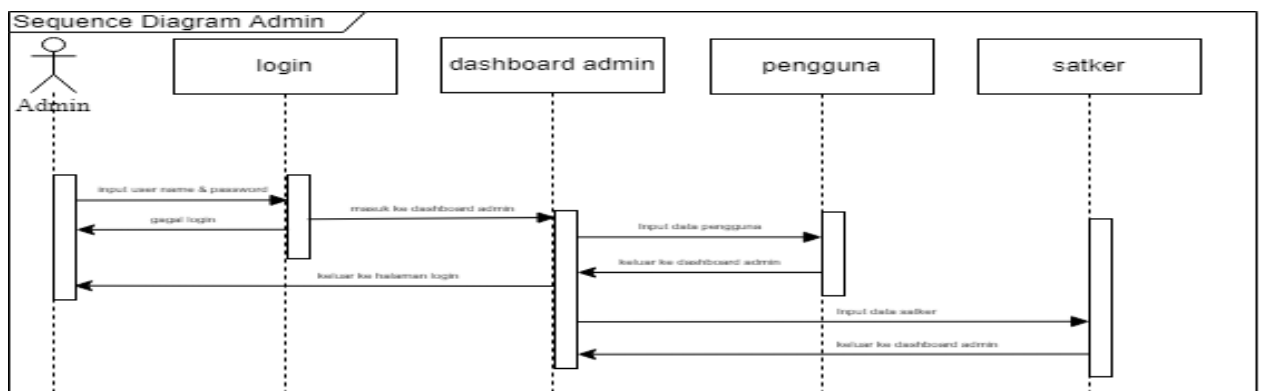 Sequence Diagram Admin
Admin
login
dashboard admin
pengguna
satker
Input user name & password
masuk ke dashboard admin
gagal login
Input data pengguna
keluar ke dashboard admin
keluar ke halaman login
Input data satker
keluar ke dashboard admin